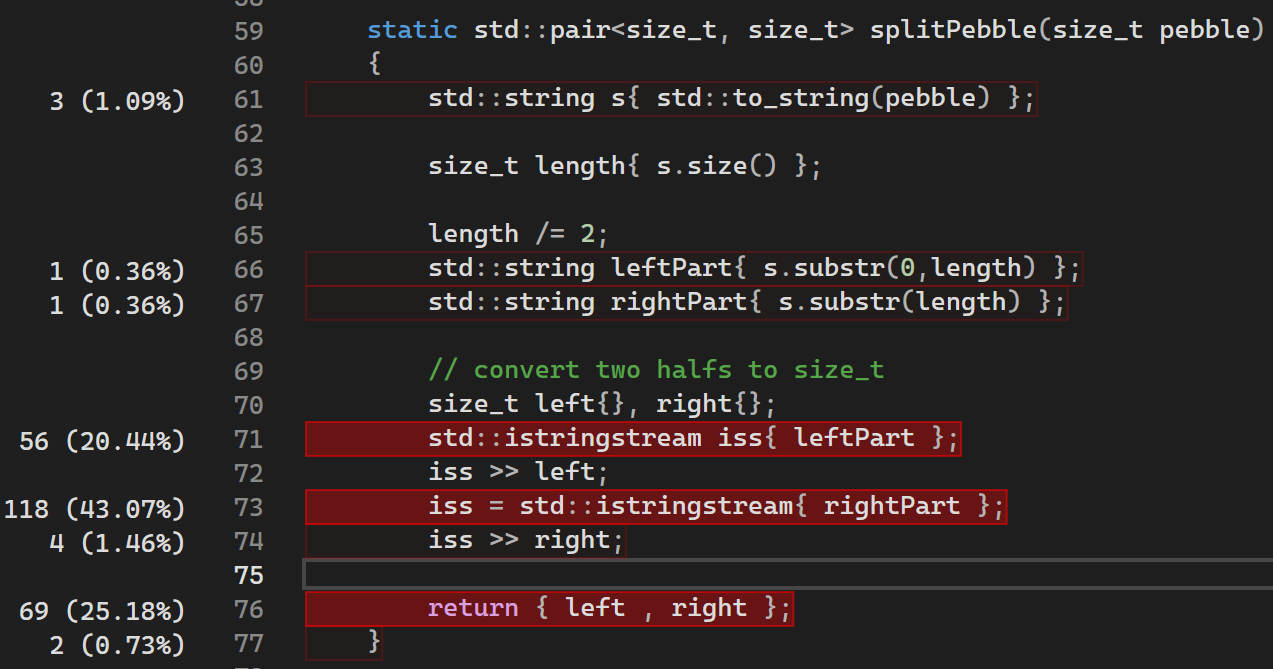 59 static std::pair<size_t, size_t> splitPebble(size_t pebble)
60 {
3 (1.09%) 61 std::string s{ std::to_string(pebble) };
62
63 size_t length{ s.size() };
64
65 length /= 2;
1 (0.36%) 66 std::string leftPart{ s.substr(0,length) };
1 (0.36%) 67 std::string rightPart{ s.substr(length) };
68
69 // convert two halfs to size_t
70 size_t left{}, right{};
56 (20.44%) 71 std::istringstream iss{ leftPart };
72 iss >> left;
118 (43.07%) 73 iss = std::istringstream{ rightPart };
4 (1.46%) 74 iss >> right;
75
69 (25.18%) 76 return { left , right };
2 (0.73%) 77 }